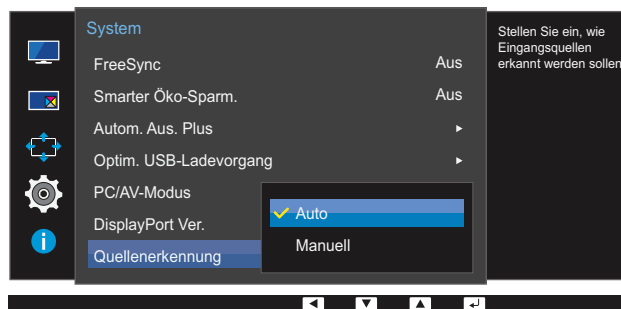 System
FreeSync Aus
Smarter Öko-Sparm. Aus
Autom. Aus. Plus
Optim. USB-Ladevorgang
PC/AV-Modus
DisplayPort Ver.
Quellenerkennung
Auto
Manuell
Stellen Sie ein, wie
Eingangsquellen
erkannt werden sollen